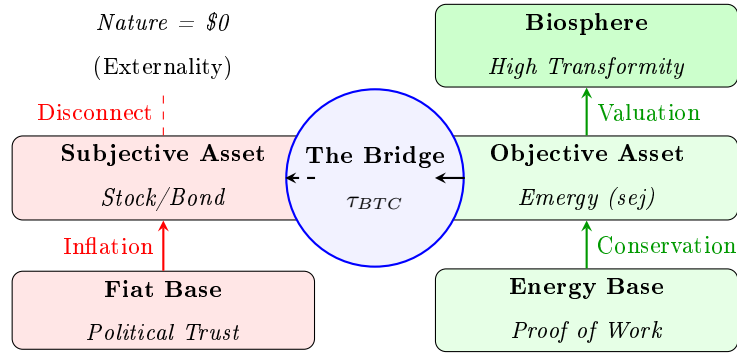 Nature = $0
(Externality)
Disconnect
Subjective Asset
Stock/Bond
Inflation
Fiat Base
Political Trust
The Bridge
τ_BTC
Biosphere
High Transformity
Valuation
Objective Asset
Emergy (sej)
Conservation
Energy Base
Proof of Work